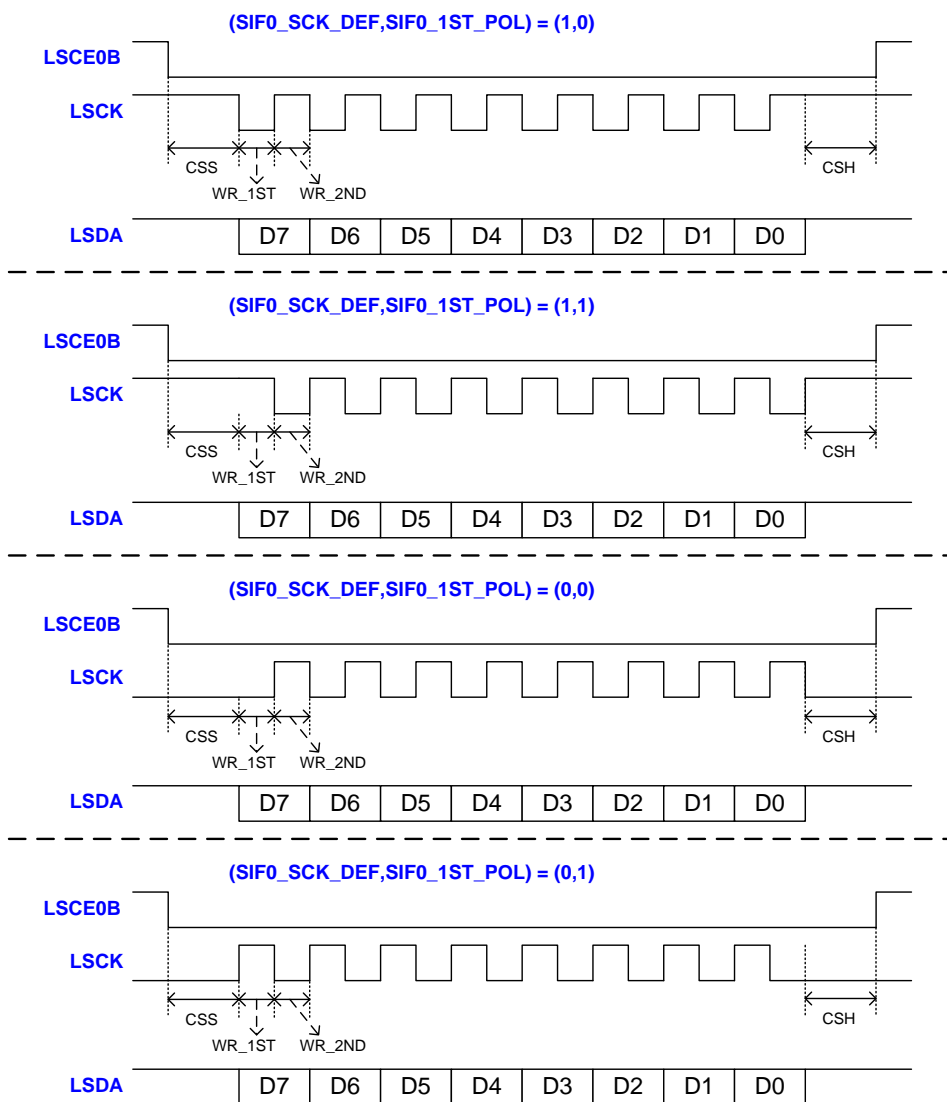 (SIF0_SCK_DEF,SIF0_1ST_POL) = (1,0)
LSCE0B
LSCK
CSS
CSH
WR_1ST WR_2ND
LSDA D7 D6 D5 D4 D3 D2 D1 D0
(SIF0_SCK_DEF,SIF0_1ST_POL) = (1,1)
LSCE0B
LSCK
CSS
CSH
WR_1ST WR_2ND
LSDA D7 D6 D5 D4 D3 D2 D1 D0
(SIF0_SCK_DEF,SIF0_1ST_POL) = (0,0)
LSCE0B
LSCK
CSS
CSH
WR_1ST WR_2ND
LSDA D7 D6 D5 D4 D3 D2 D1 D0
(SIF0_SCK_DEF,SIF0_1ST_POL) = (0,1)
LSCE0B
LSCK
CSS
CSH
WR_1ST WR_2ND
LSDA D7 D6 D5 D4 D3 D2 D1 D0